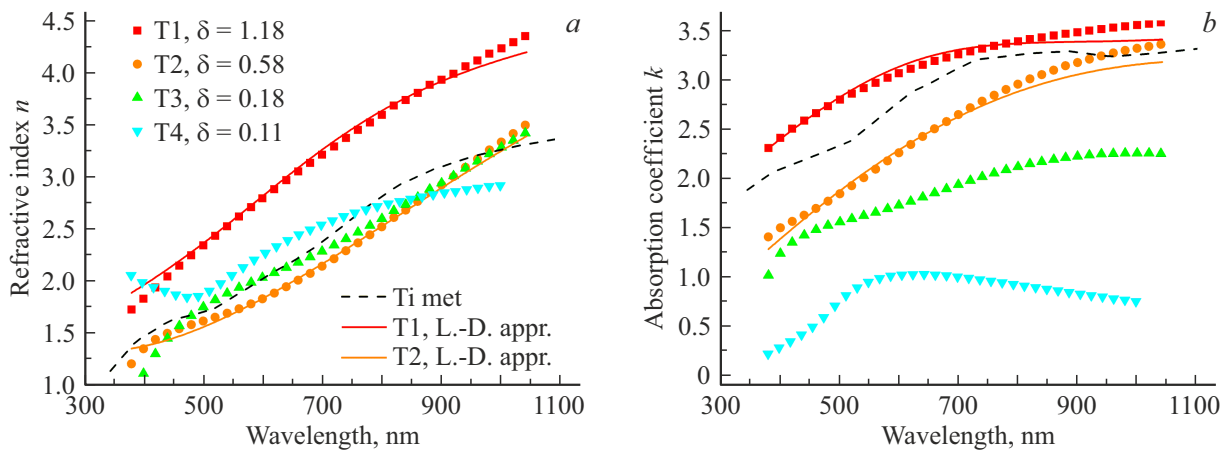 4.5
4.0
3.5
3.0
2.5
2.0
1.5
1.0
Refractive index n
T1, δ = 1.18
T2, δ = 0.58
T3, δ = 0.18
T4, δ = 0.11
a
Ti met
T1, L.-D. appr.
T2, L.-D. appr.
300
500
700
900
1100
Wavelength, nm
3.5
3.0
2.5
2.0
1.5
1.0
0.5
0
Absorption coefficient k
b
300
500
700
900
1100
Wavelength, nm